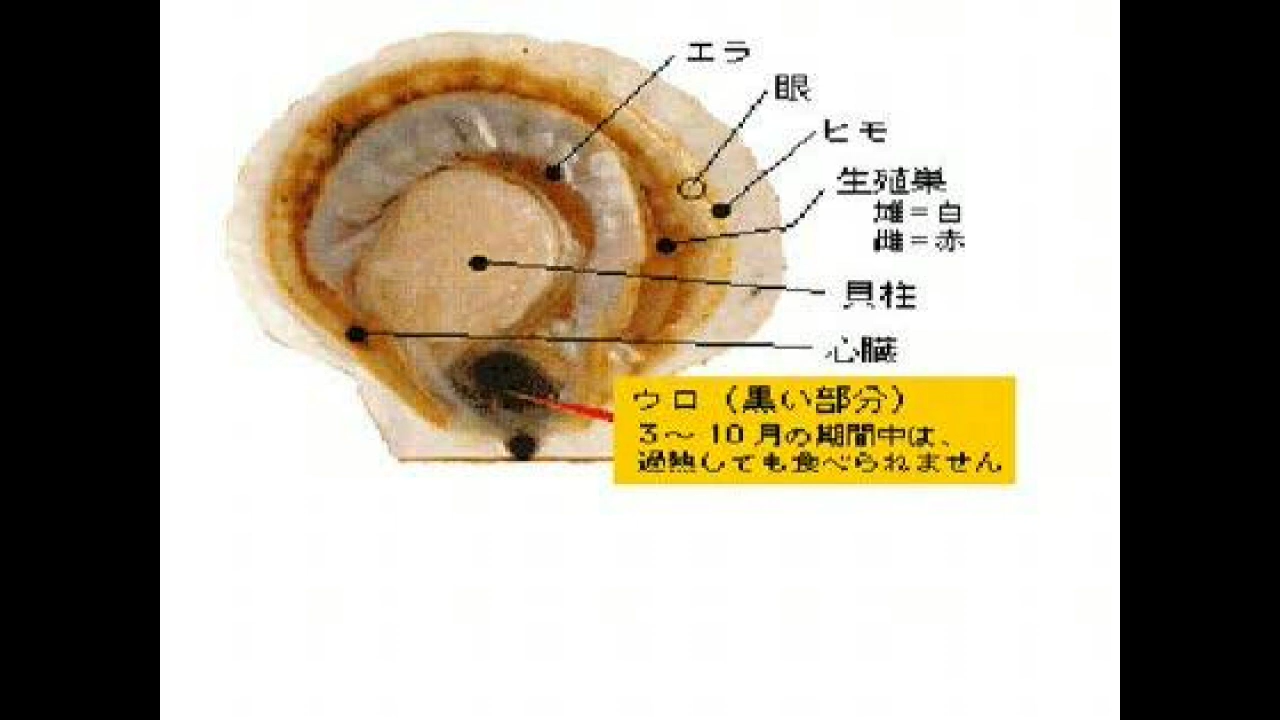 エラ
眼
ヒモ
生殖巣
雄=白
雌=赤
貝柱
心臓
ウロ（黒い部分）
3～10月の期間中は、
過熱しても食べられません